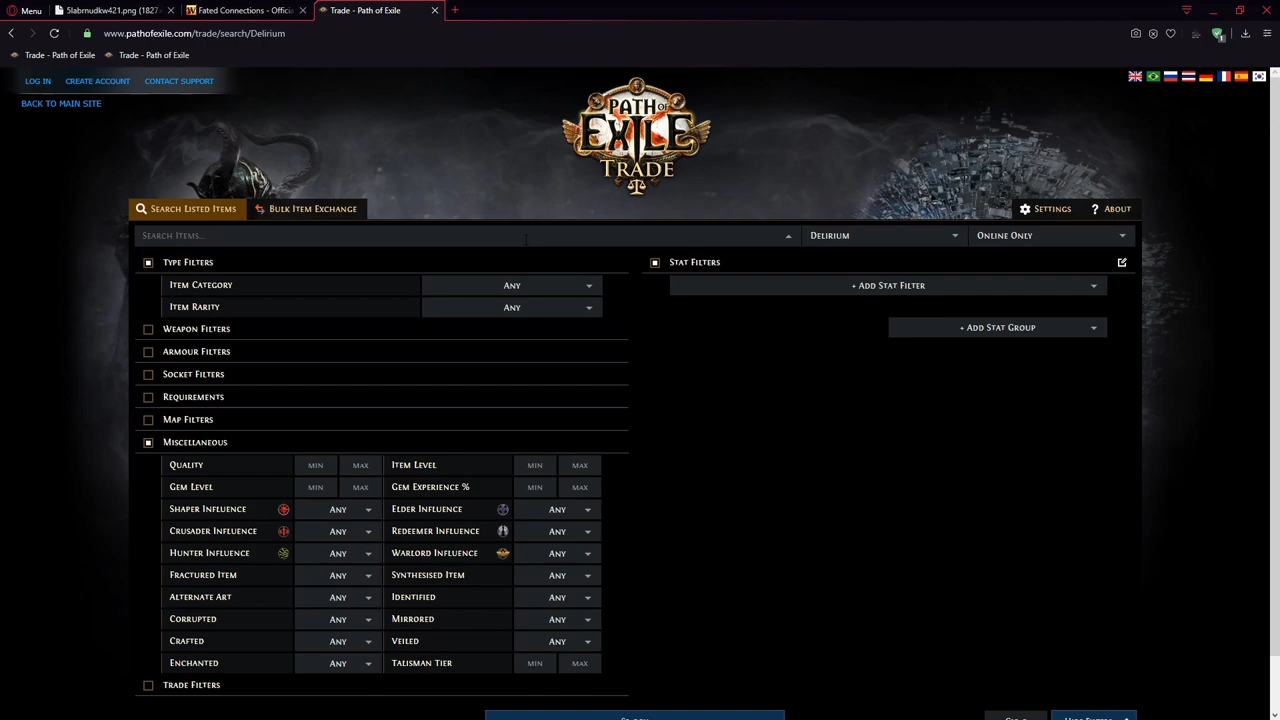 Menu
5labrnudkw421.png (1827×
Fated Connections - Offici
Trade - Path of Exile
www.pathofexile.com/trade/search/Delirium
Trade - Path of Exile
Trade - Path of Exile
LOG IN
CREATE ACCOUNT
CONTACT SUPPORT
BACK TO MAIN SITE
PATH OF
EXILE
TRADE
SEARCH LISTED ITEMS
BULK ITEM EXCHANGE
SETTINGS
? ABOUT
SEARCH ITEMS...
DELIRIUM
ONLINE ONLY
TYPE FILTERS
STAT FILTERS
ITEM CATEGORY
ANY
+ ADD STAT FILTER
ITEM RARITY
ANY
WEAPON FILTERS
+ ADD STAT GROUP
ARMOUR FILTERS
SOCKET FILTERS
REQUIREMENTS
MAP FILTERS
MISCELLANEOUS
QUALITY MIN MAX ITEM LEVEL MIN MAX
GEM LEVEL MIN MAX GEM EXPERIENCE % MIN MAX
SHAPER INFLUENCE ANY ELDER INFLUENCE ANY
CRUSADER INFLUENCE ANY REDEEMER INFLUENCE ANY
HUNTER INFLUENCE ANY WARLORD INFLUENCE ANY
FRACTURED ITEM ANY SYNTHESISED ITEM ANY
ALTERNATE ART ANY IDENTIFIED ANY
CORRUPTED ANY MIRRORED ANY
CRAFTED ANY VEILED ANY
ENCHANTED ANY TALISMAN TIER MIN MAX
TRADE FILTERS